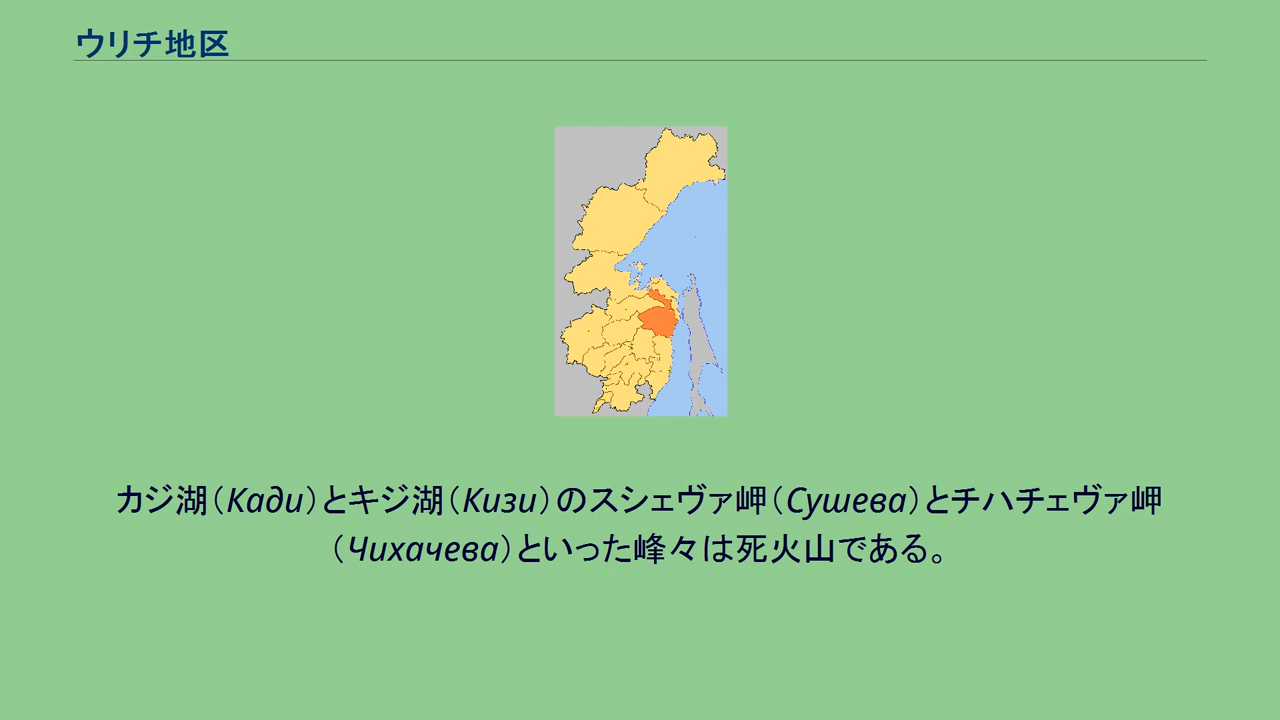 ウリチ地区
カジ湖（Кади）とキジ湖（Кизи）のスシェヴァ岬（Сушева）とチハチェヴァ岬
（Чихачева）といった峰々は死火山である。